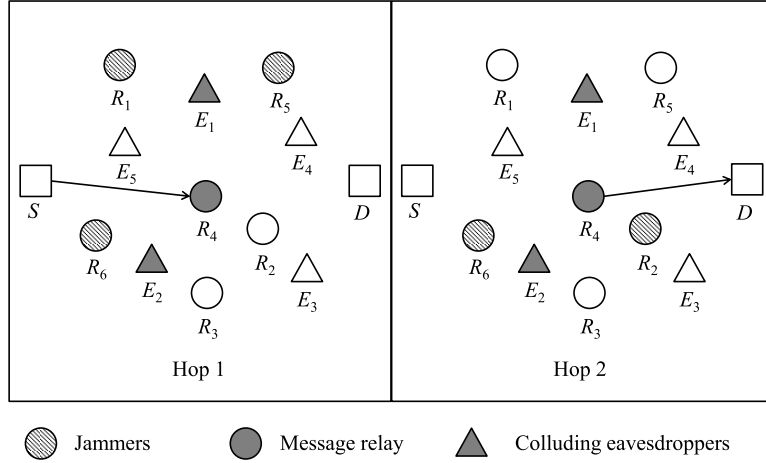 R1 E1 R5 R1 E1 R5
E5 E4 E5 E4
S R4 D S R4 D
R6 E2 R2 R6 E2 R2
R3 E3 R3 E3
Hop 1 Hop 2
Jammers Message relay Colluding eavesdroppers